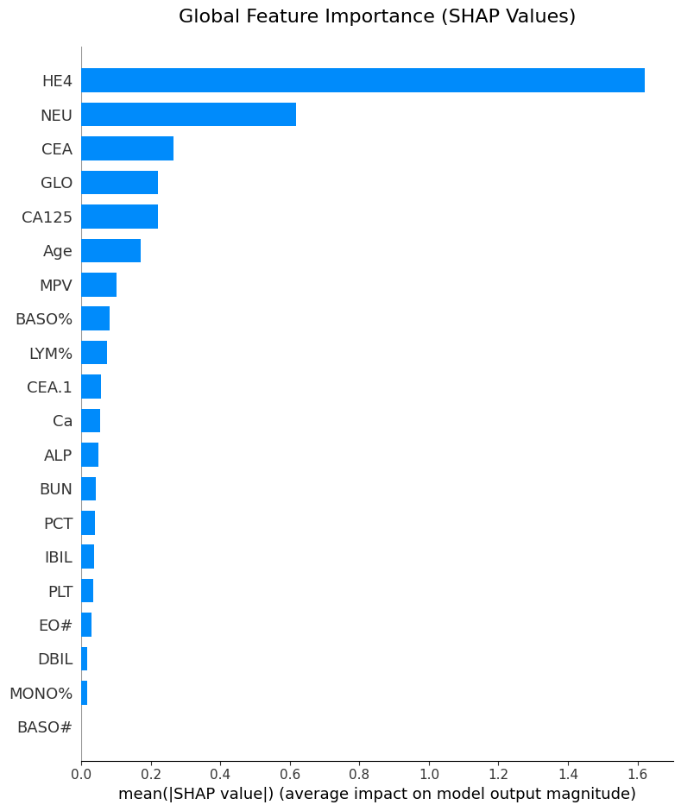 Global Feature Importance (SHAP Values)
HE4
NEU
CEA
GLO
CA125
Age
MPV
BASO%
LYM%
CEA.1
Ca
ALP
BUN
PCT
IBIL
PLT
EO#
DBIL
MONO%
BASO#
0.0 0.2 0.4 0.6 0.8 1.0 1.2 1.4 1.6
mean(|SHAP value|) (average impact on model output magnitude)